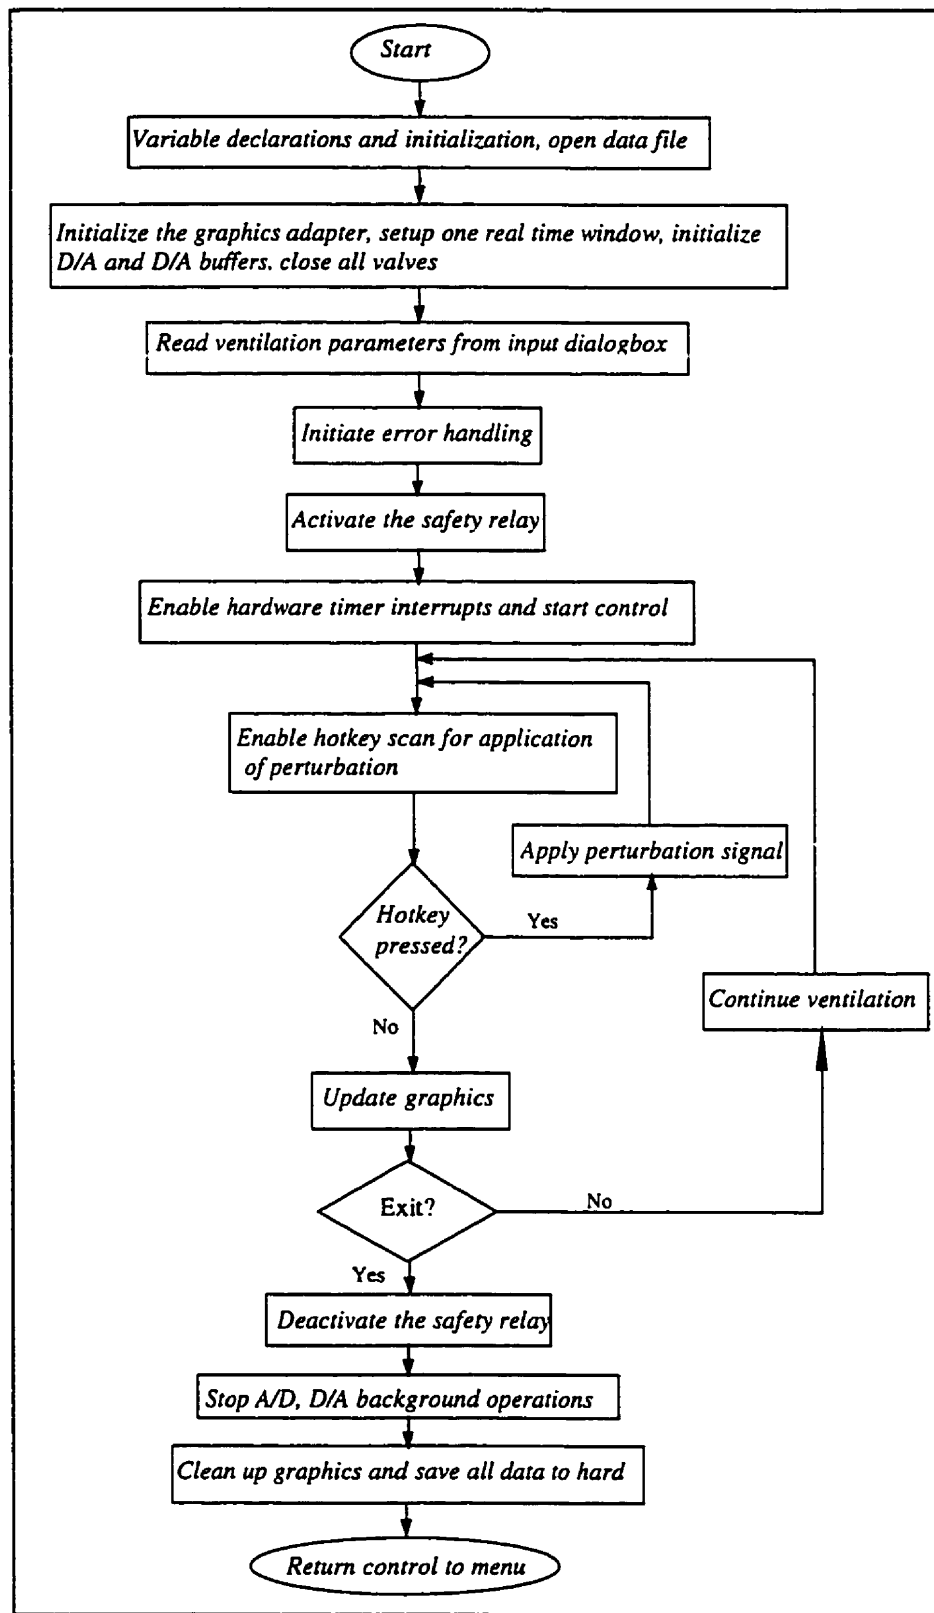 Start
Variable declarations and initialization, open data file
Initialize the graphics adapter, setup one real time window, initialize
D/A and D/A buffers. close all valves
Read ventilation parameters from input dialogbox
Initiate error handling
Activate the safety relay
Enable hardware timer interrupts and start control
Enable hotkey scan for application
of perturbation
Apply perturbation signal
Hotkey
pressed?
Yes
Continue ventilation
No
Update graphics
Exit?
No
Yes
Deactivate the safety relay
Stop A/D, D/A background operations
Clean up graphics and save all data to hard
Return control to menu